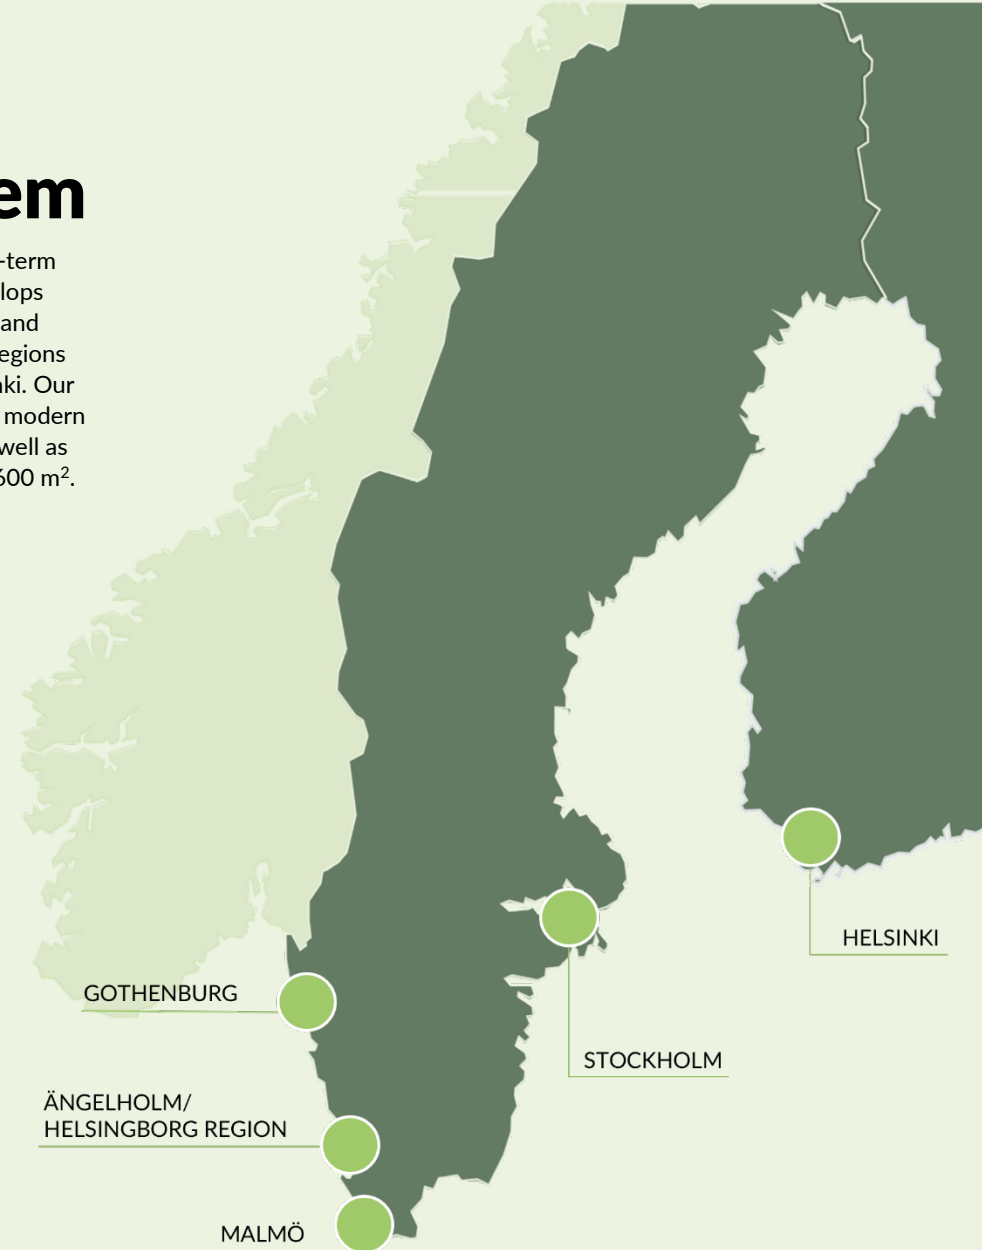 em
-term
lops
and
egions
nki. Our
modern
well as
600 m².
HELSINKI
GOTHENBURG
STOCKHOLM
ÄNGELHOLM/
HELSINGBORG REGION
MALMÖ